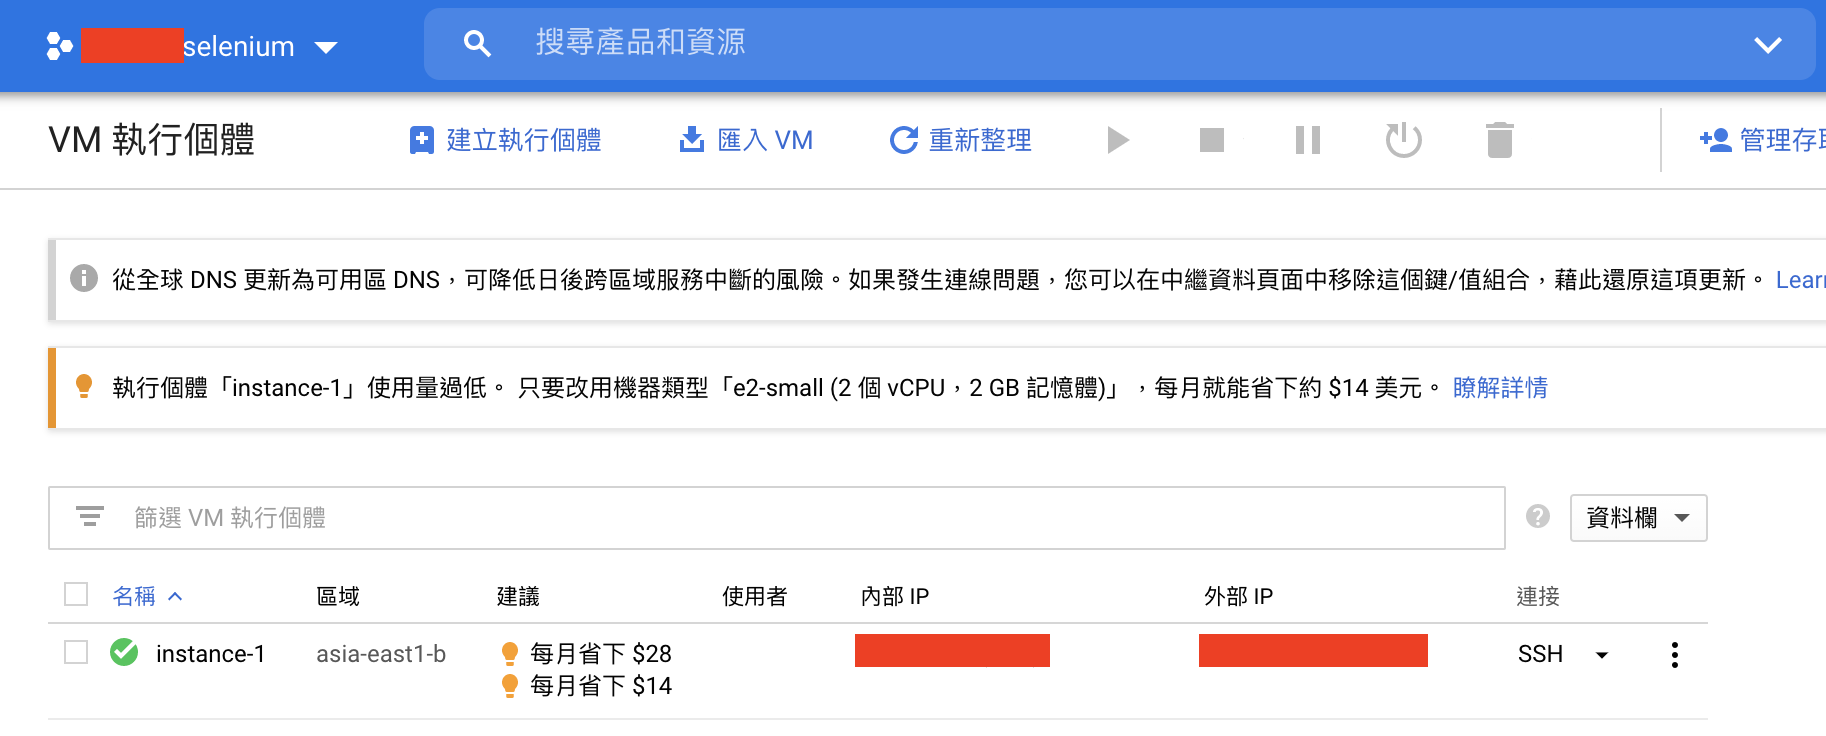 selenium
搜尋產品和資源
VM 執行個體
建立執行個體
匯入 VM
重新整理
管理存取
從全球 DNS 更新為可用區 DNS，可降低日後跨區域服務中斷的風險。如果發生連線問題，您可以在中繼資料頁面中移除這個鍵/值組合，藉此還原這項更新。 Learn
執行個體「instance-1」使用量過低。 只要改用機器類型「e2-small (2 個 vCPU，2 GB 記憶體)」，每月就能省下約 $14 美元。 瞭解詳情
篩選 VM 執行個體
資料欄
名稱 區域 建議 使用者 內部 IP 外部 IP 連接
instance-1 asia-east1-b 每月省下 $28 SSH
每月省下 $14